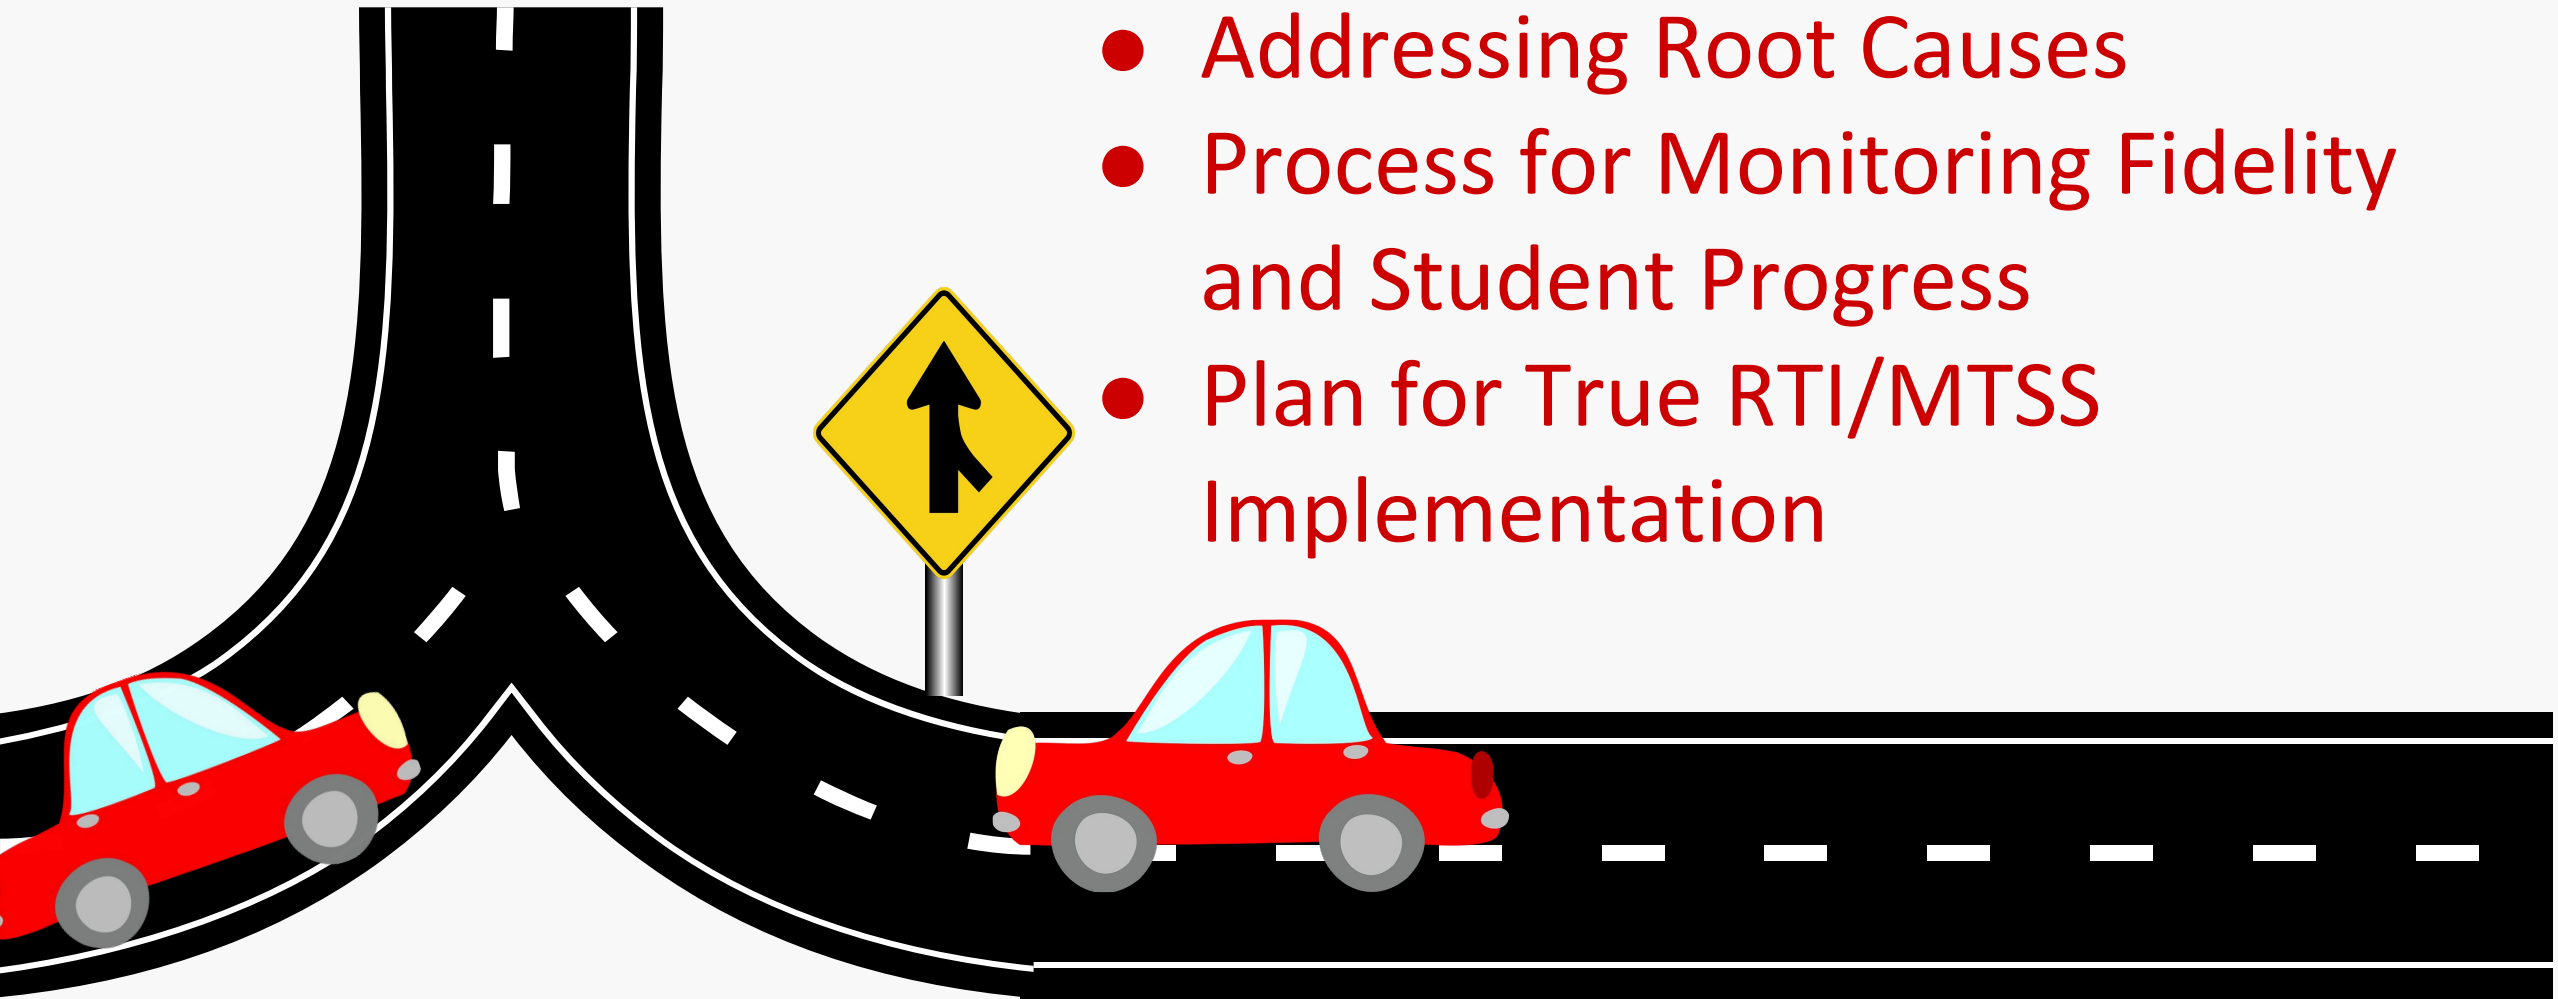 ● Addressing Root Causes
● Process for Monitoring Fidelity
and Student Progress
● Plan for True RTI/MTSS
Implementation